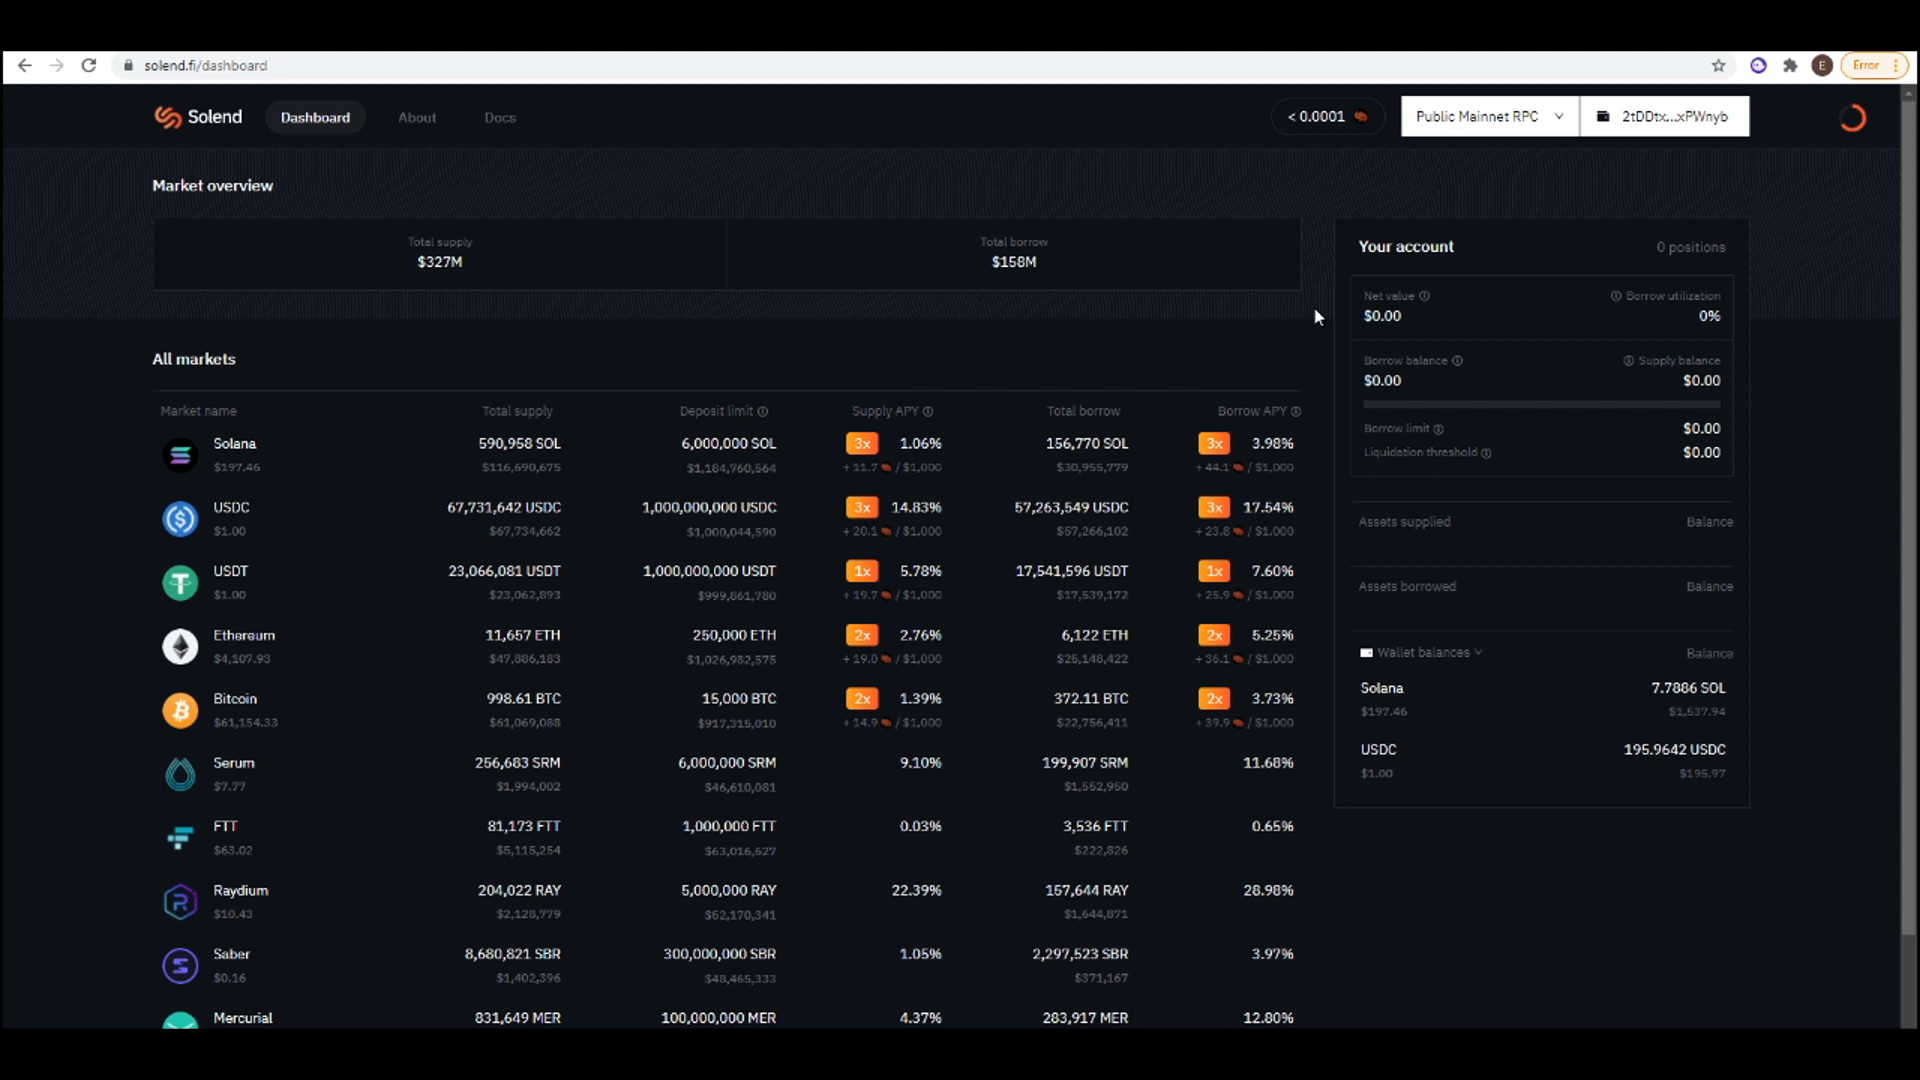 solend.fi/dashboard
E
Error
Solend
Dashboard
About
Docs
< 0.0001
Public Mainnet RPC
2tDDtx...xPWnyb
Market overview
Total supply
$327M
Total borrow
$158M
Your account
0 positions
Net value
Borrow utilization
$0.00
0%
Borrow balance
Supply balance
$0.00
$0.00
Borrow limit
$0.00
Liquidation threshold
$0.00
Assets supplied
Balance
Assets borrowed
Balance
Wallet balances
Balance
Solana
7.7886 SOL
$197.46
$1,537.94
USDC
195.9642 USDC
$1.00
$195.97
All markets
Market name Total supply Deposit limit Supply APY Total borrow Borrow APY
Solana 590,958 SOL 6,000,000 SOL 3x 1.06% 156,770 SOL 3x 3.98%
$197.46 $116,690,675 $1,184,760,564 + 11.7 / $1,000 $30,955,779 + 44.1 / $1,000
USDC 67,731,642 USDC 1,000,000,000 USDC 3x 14.83% 57,263,549 USDC 3x 17.54%
$1.00 $67,734,662 $1,000,044,590 + 20.1 / $1,000 $57,266,102 + 23.8 / $1,000
USDT 23,066,081 USDT 1,000,000,000 USDT 1x 5.78% 17,541,596 USDT 1x 7.60%
$1.00 $23,062,893 $999,861,780 + 19.7 / $1,000 $17,539,172 + 25.9 / $1,000
Ethereum 11,657 ETH 250,000 ETH 2x 2.76% 6,122 ETH 2x 5.25%
$4,107.93 $47,886,183 $1,026,982,575 + 19.0 / $1,000 $25,148,422 + 36.1 / $1,000
Bitcoin 998.61 BTC 15,000 BTC 2x 1.39% 372.11 BTC 2x 3.73%
$61,154.33 $61,069,088 $917,315,010 + 14.9 / $1,000 $22,756,411 + 39.9 / $1,000
Serum 256,683 SRM 6,000,000 SRM 9.10% 199,907 SRM 11.68%
$7.77 $1,994,002 $46,610,081 $1,552,950
FTT 81,173 FTT 1,000,000 FTT 0.03% 3,536 FTT 0.65%
$63.02 $5,115,254 $63,016,627 $222,826
Raydium 204,022 RAY 5,000,000 RAY 22.39% 157,644 RAY 28.98%
$10.43 $2,128,779 $52,170,341 $1,644,871
Saber 8,680,821 SBR 300,000,000 SBR 1.05% 2,297,523 SBR 3.97%
$0.16 $1,402,396 $48,465,333 $371,167
Mercurial 831,649 MER 100,000,000 MER 4.37% 283,917 MER 12.80%